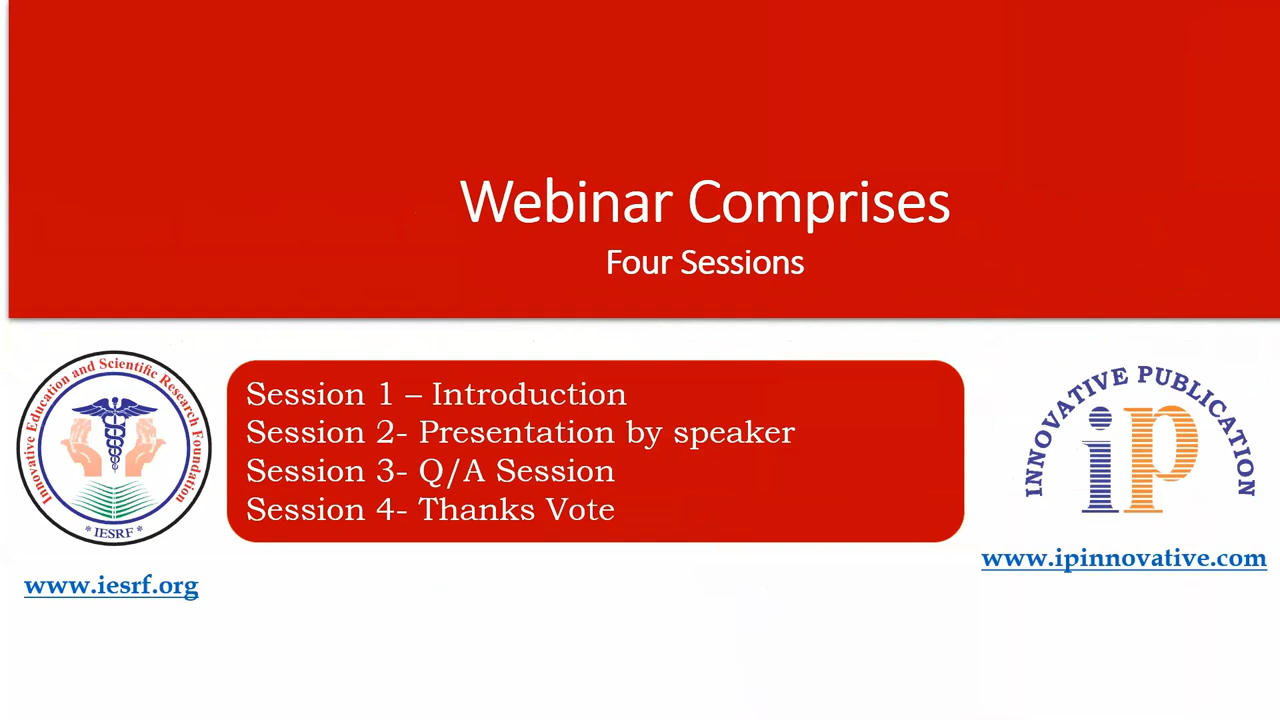 Webinar Comprises
Four Sessions
Innovative Education and Scientific Research Foundation
* IESRF *
www.iesrf.org
Session 1 – Introduction
Session 2- Presentation by speaker
Session 3- Q/A Session
Session 4- Thanks Vote
INNOVATIVE PUBLICATION
ip
www.ipinnovative.com